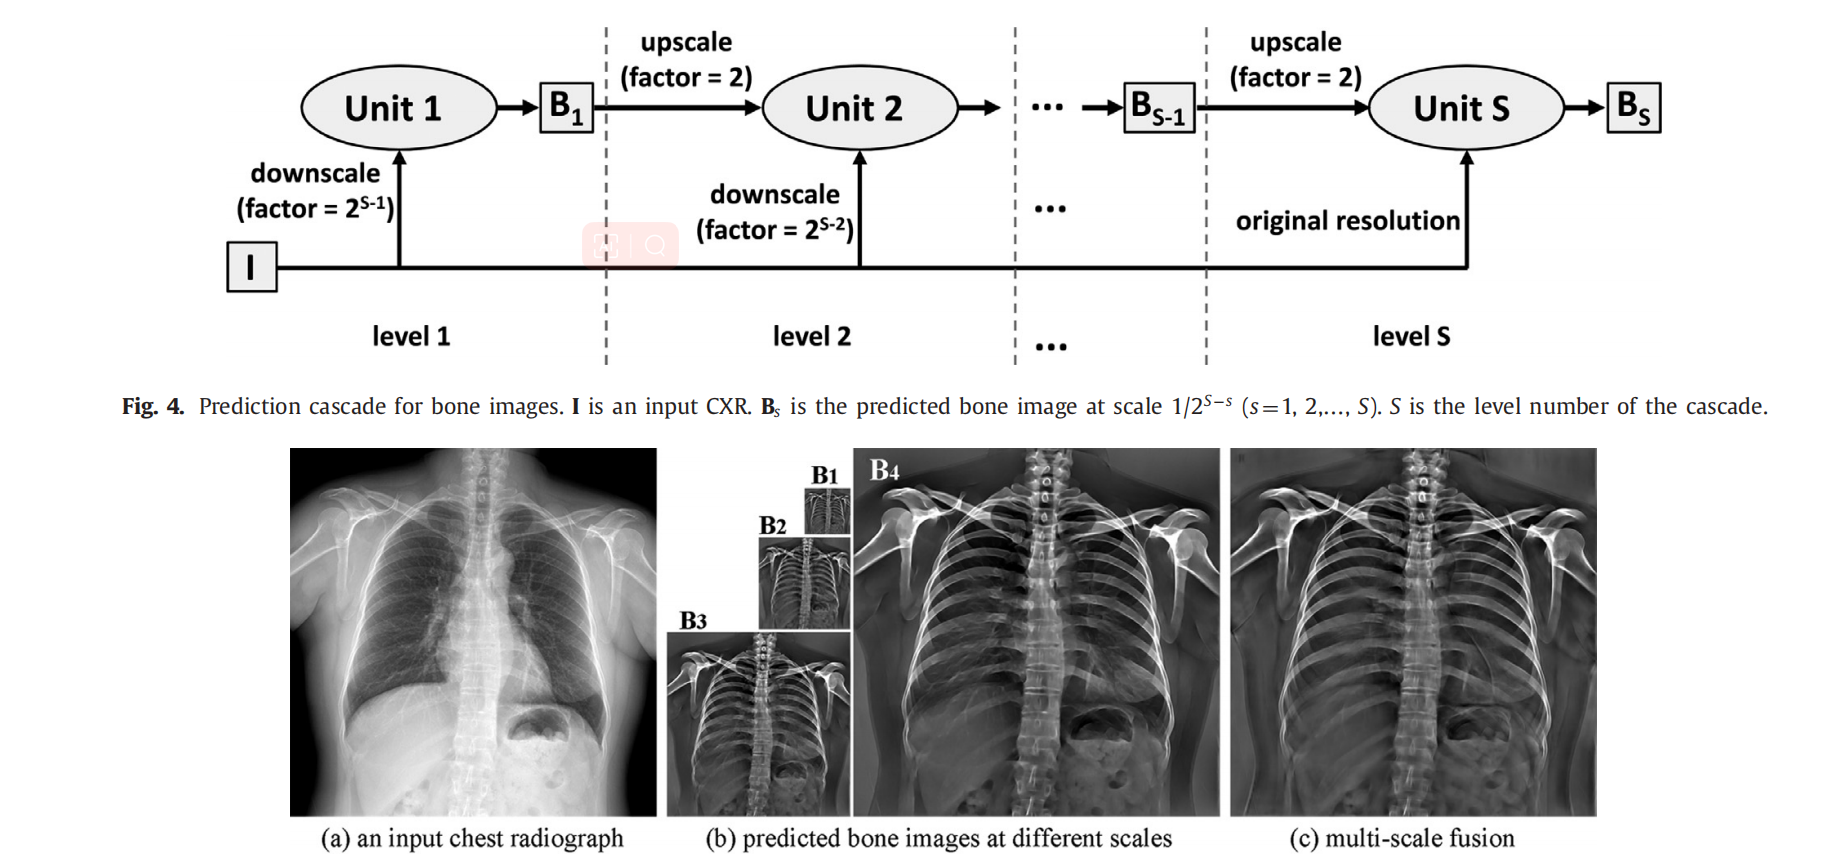 upscale
(factor = 2)
upscale
(factor = 2)
Unit 1
B1
Unit 2
...
BS-1
Unit S
BS
downscale
(factor = 2S-1)
downscale
(factor = 2S-2)
...
original resolution
I
level 1
level 2
...
level S
Fig. 4. Prediction cascade for bone images. I is an input CXR. Bs is the predicted bone image at scale 1/2S−s (s=1, 2,..., S). S is the level number of the cascade.
B1
B2
B3
B4
(a) an input chest radiograph
(b) predicted bone images at different scales
(c) multi-scale fusion